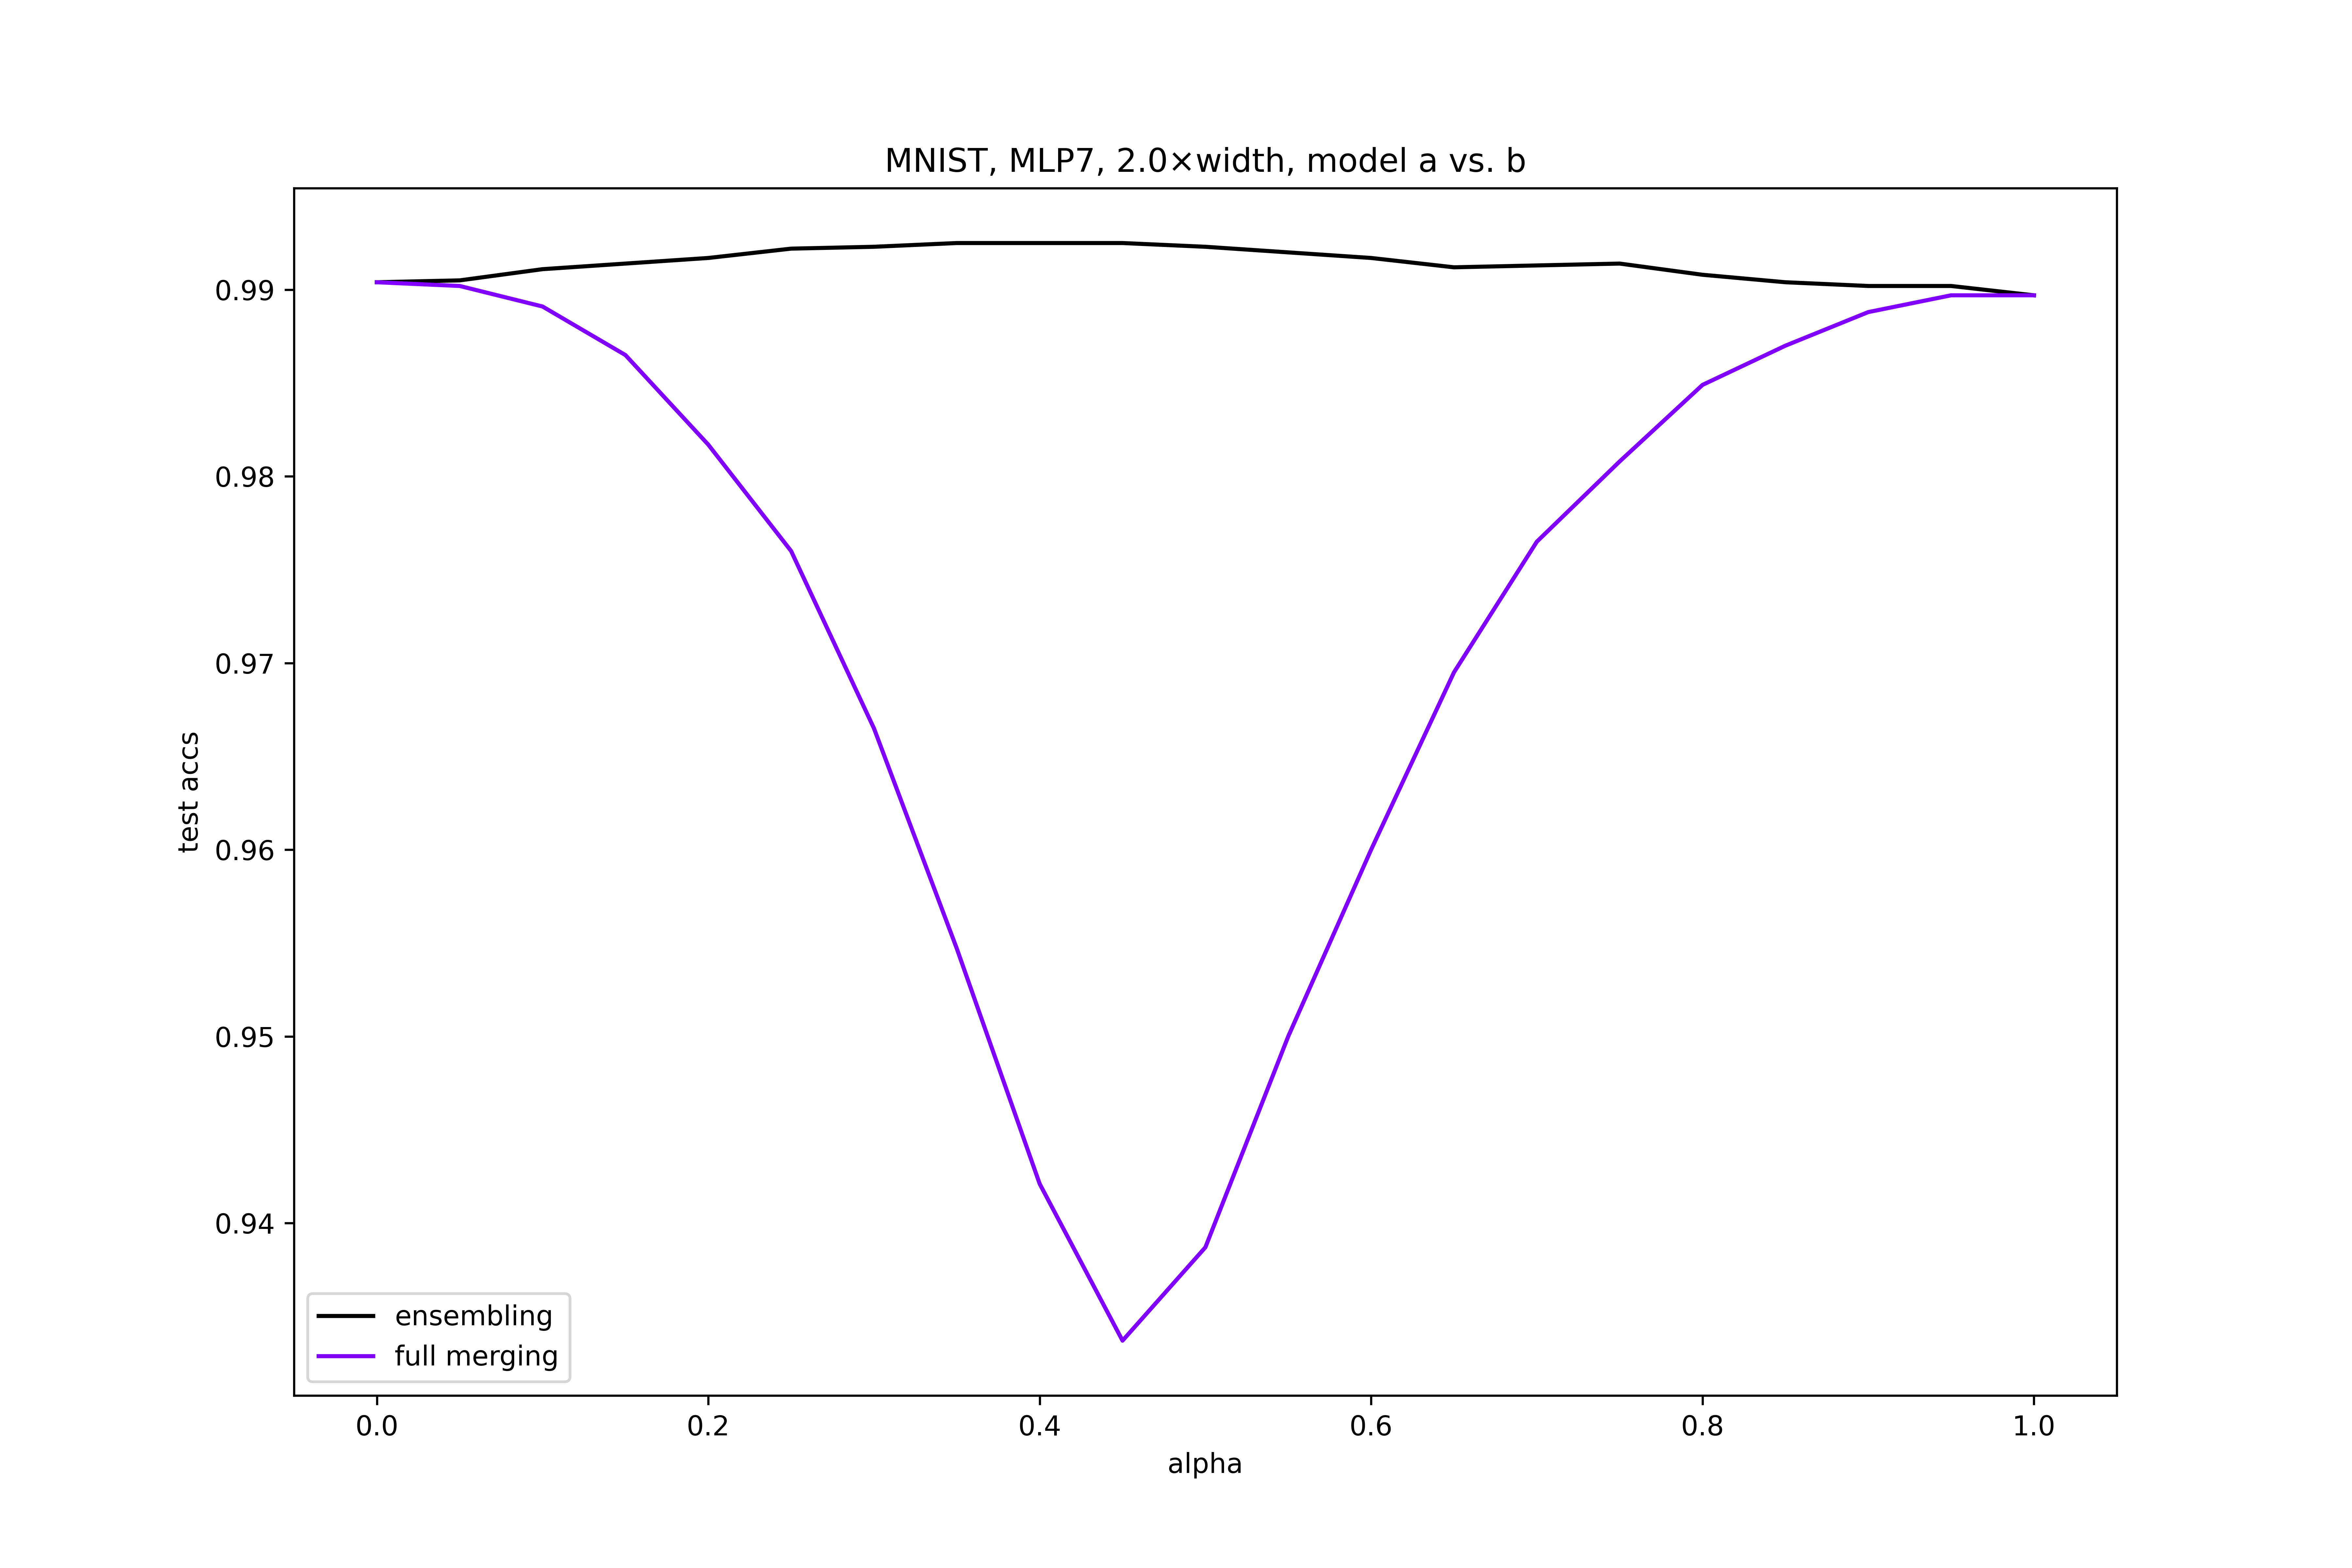 MNIST, MLP7, 2.0×width, model a vs. b
0.99
0.98
0.97
0.96
0.95
0.94
test accs
ensembling
full merging
0.0 0.2 0.4 0.6 0.8 1.0
alpha